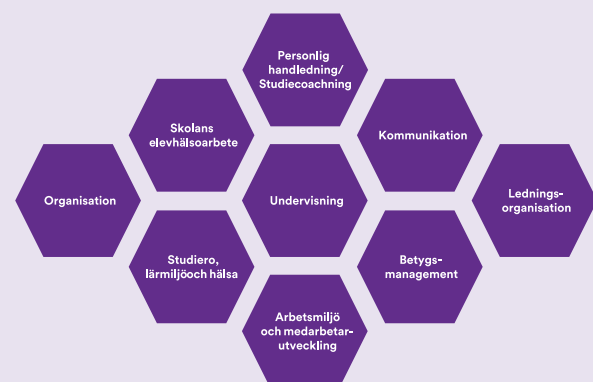 Personlig
handledning/
Studiecoachning
Skolans
elevhälsoarbete
Kommunikation
Organisation
Undervisning
Lednings-
organisation
Studiero,
lärmiljöoch hälsa
Betygs-
management
Arbetsmiljö
och medarbetar-
utveckling